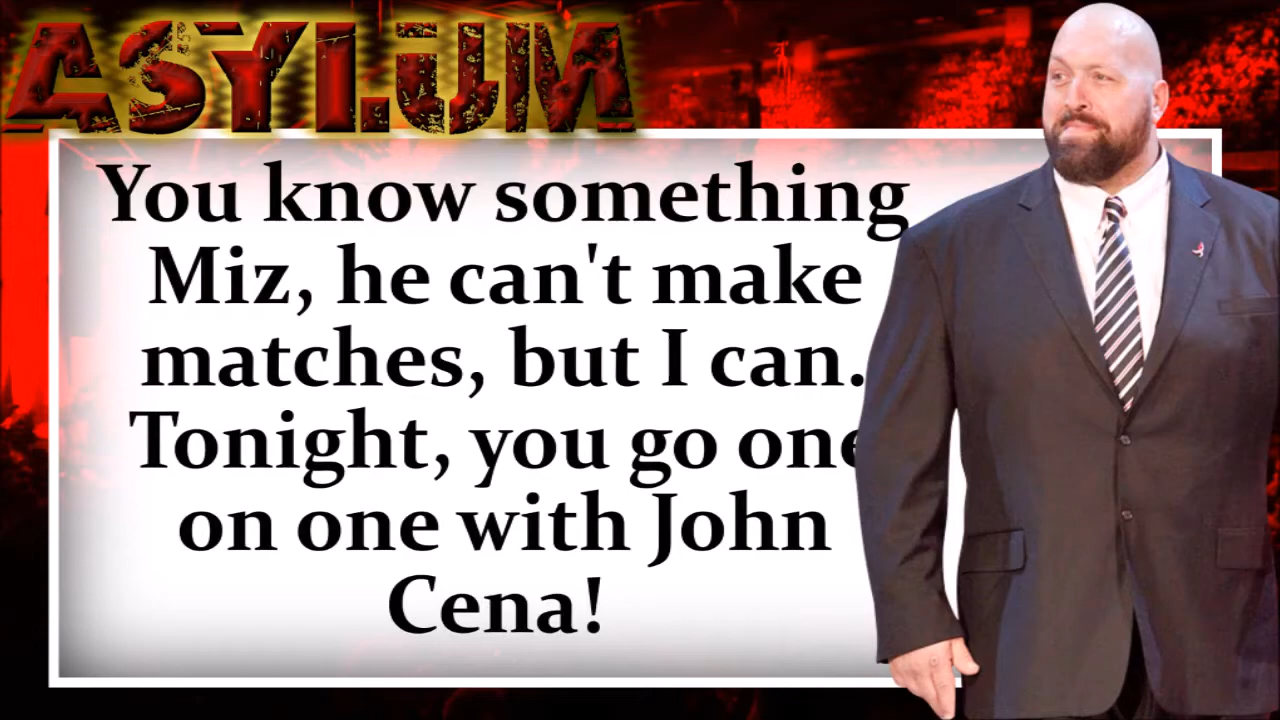 ASYLUM
You know something
Miz, he can't make
matches, but I can.
Tonight, you go one
on one with John
Cena!